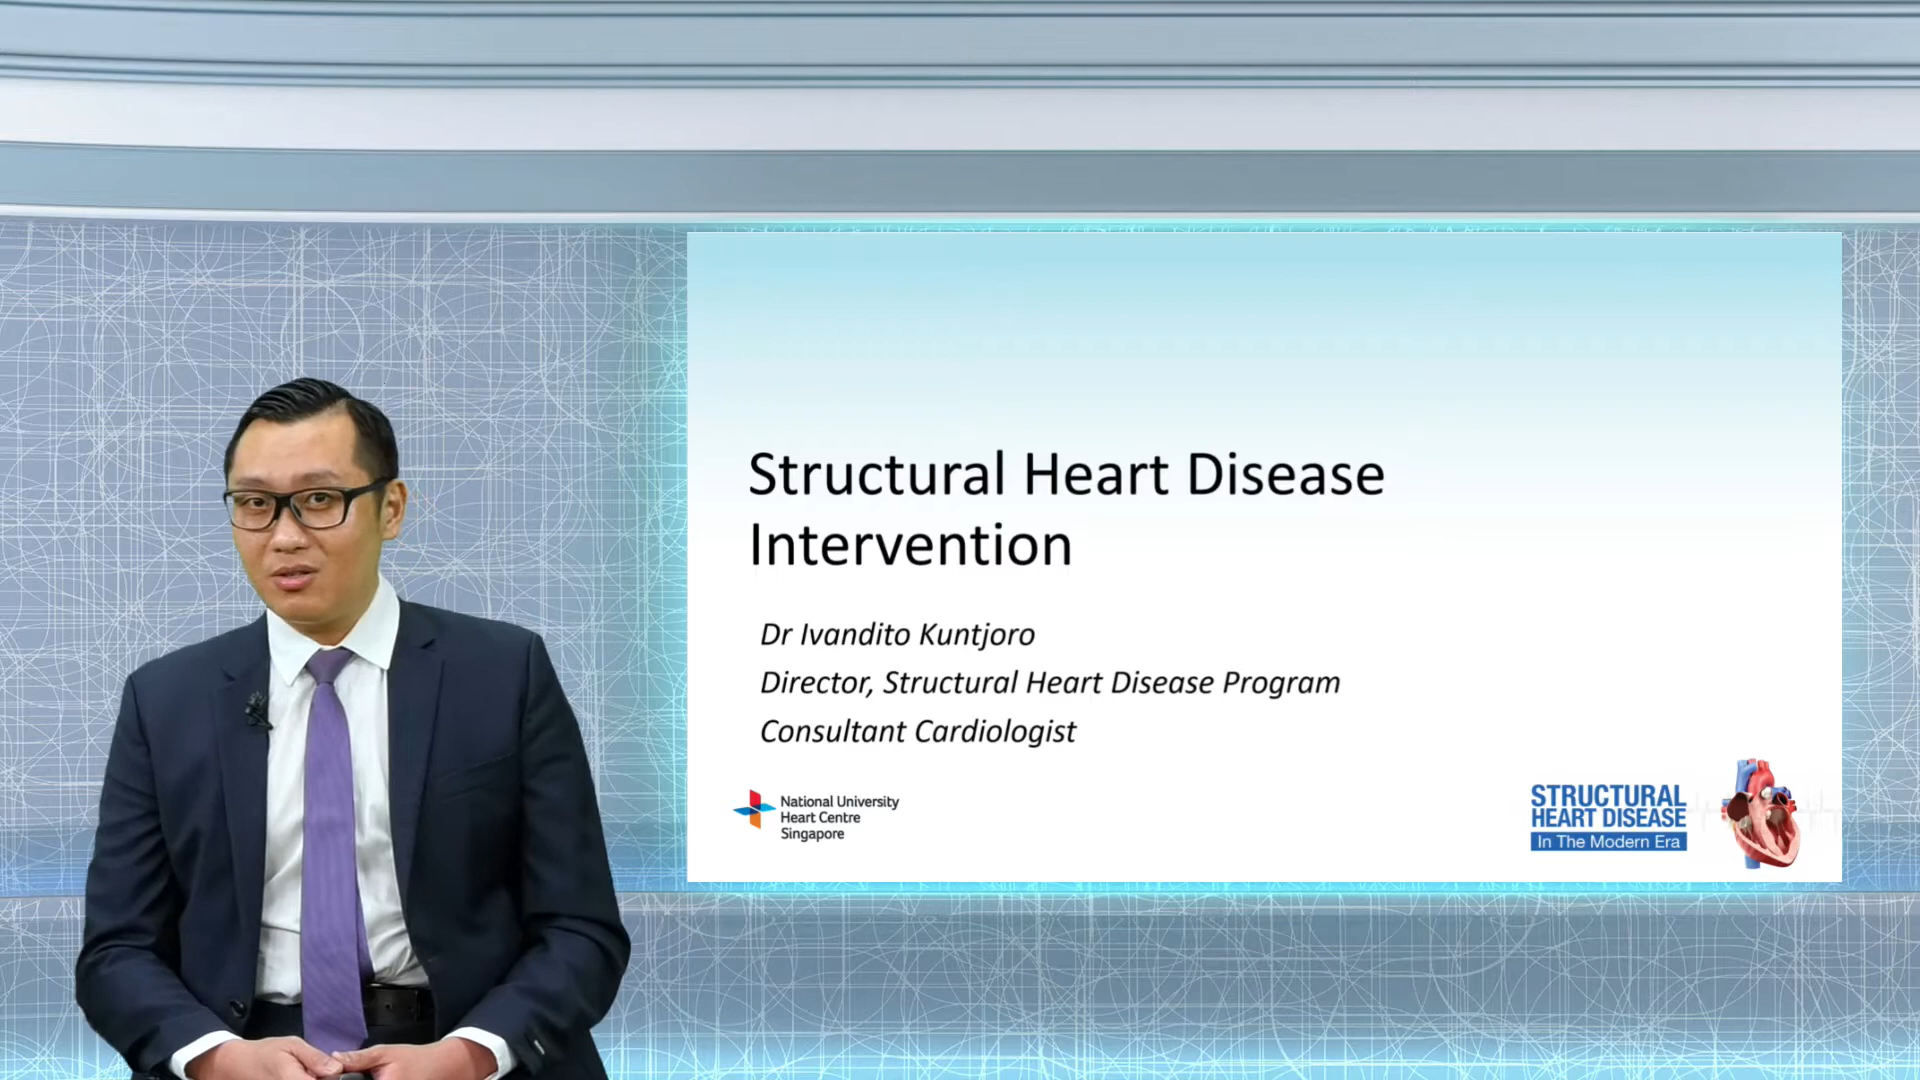 Structural Heart Disease
Intervention
Dr Ivandito Kuntjoro
Director, Structural Heart Disease Program
Consultant Cardiologist
National University
Heart Centre
Singapore
STRUCTURAL
HEART DISEASE
In The Modern Era